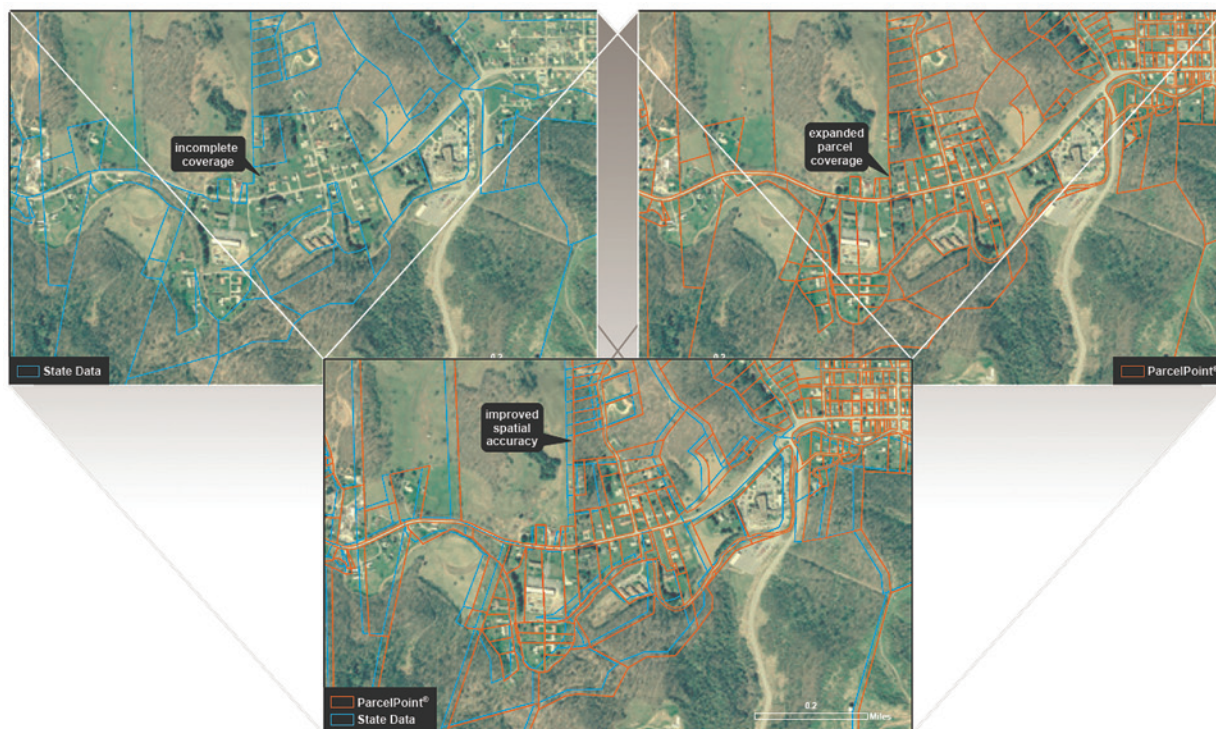 incomplete
coverage
State Data
expanded
parcel
coverage
ParcelPoint®
improved
spatial
accuracy
ParcelPoint®
State Data
0.2
Miles